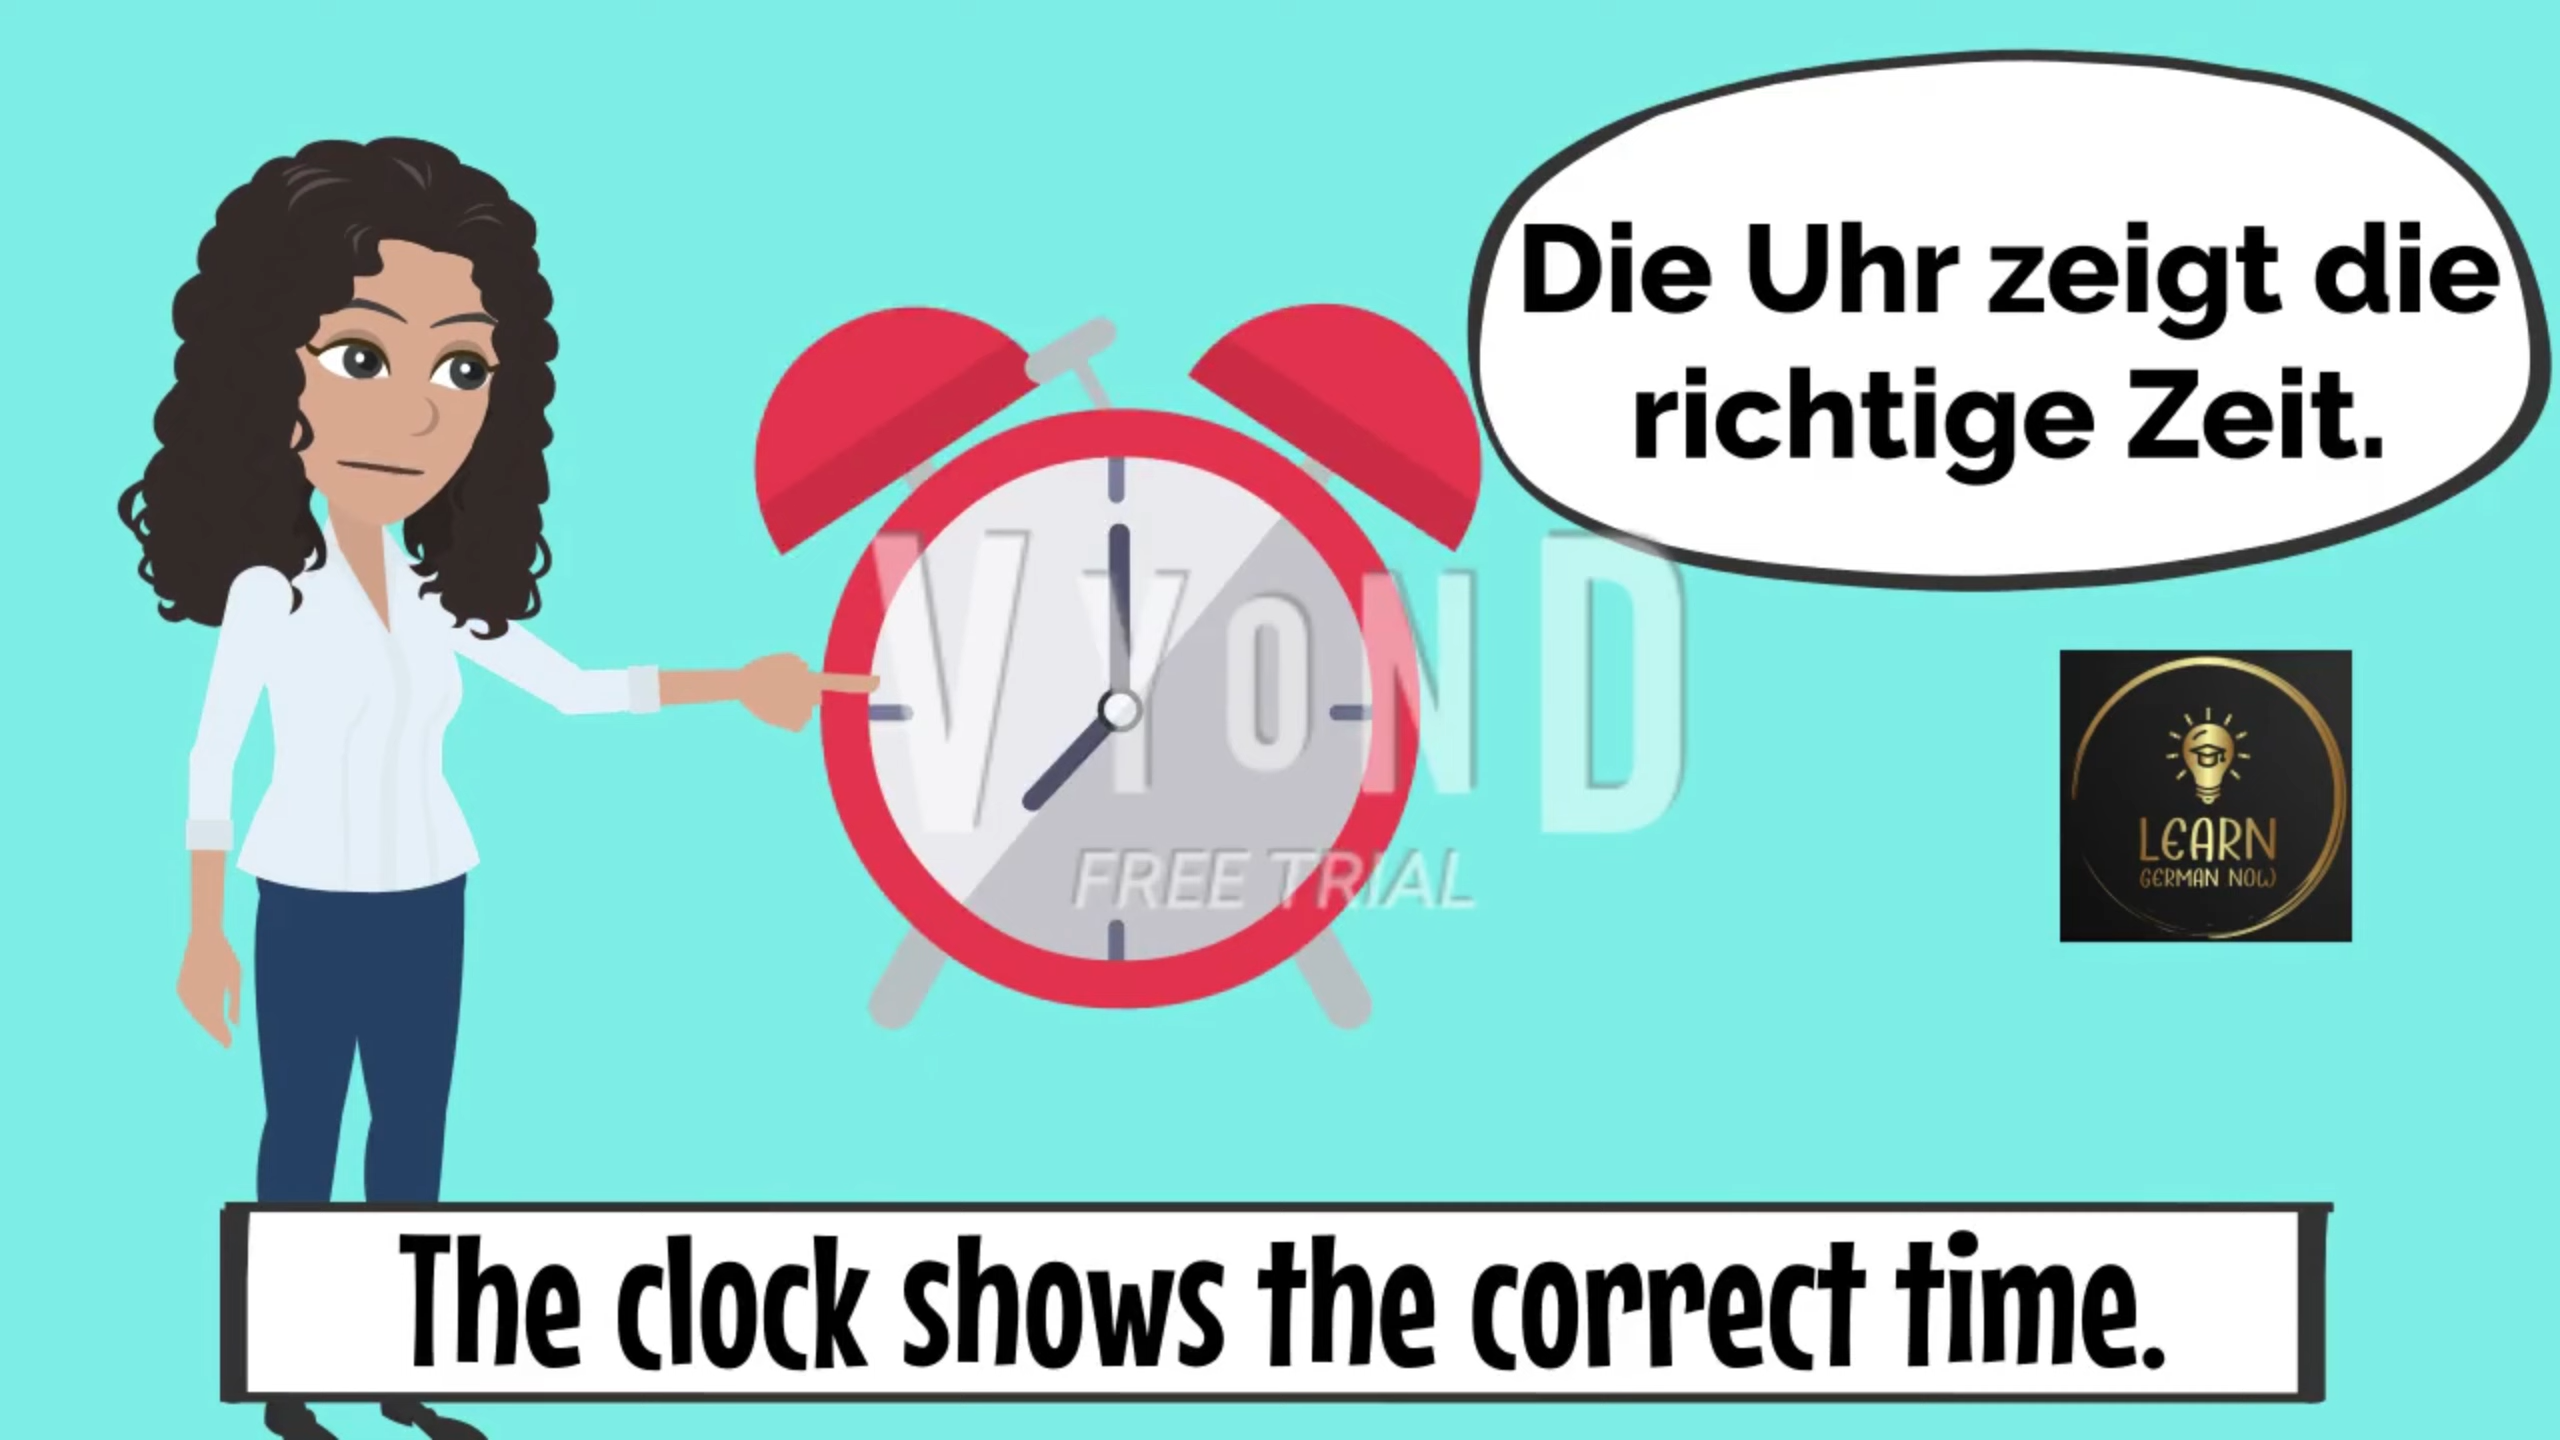 Die Uhr zeigt die
richtige Zeit.
VYOND
FREE TRIAL
LEARN
GERMAN NOW
The clock shows the correct time.